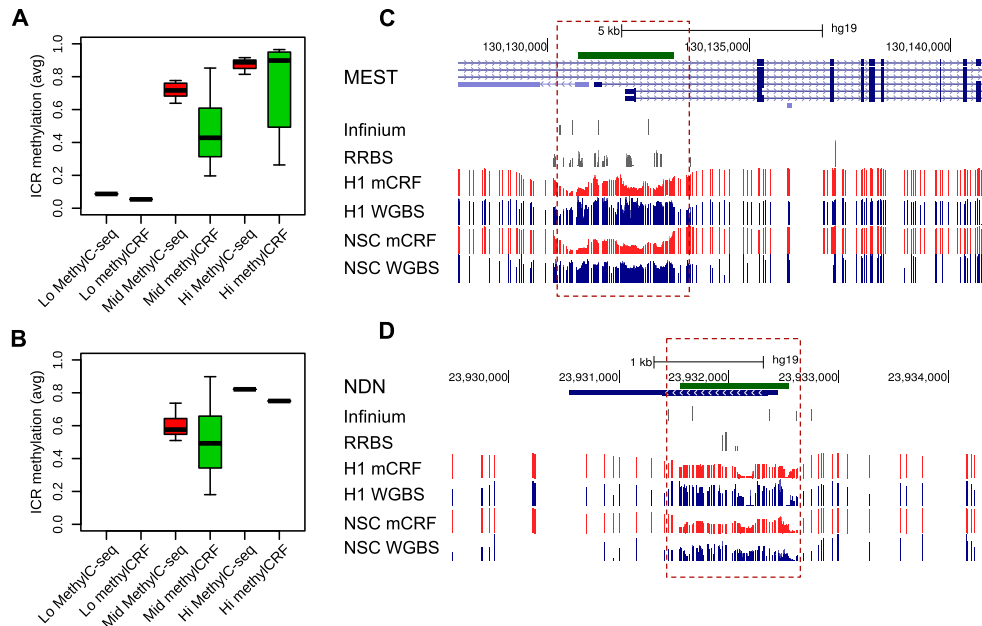 A
ICR methylation (avg)
1.0
0.8
0.6
0.4
0.2
0.0
Lo MethylC-seq
Lo methylCRF
Mid MethylC-seq
Mid methylCRF
Hi MethylC-seq
Hi methylCRF
B
ICR methylation (avg)
1.0
0.8
0.6
0.4
0.2
0.0
Lo MethylC-seq
Lo methylCRF
Mid MethylC-seq
Mid methylCRF
Hi MethylC-seq
Hi methylCRF
C
5 kb hg19
130,130,000 130,135,000 130,140,000
MEST
Infinium
RRBS
H1 mCRF
H1 WGBS
NSC mCRF
NSC WGBS
D
1 kb hg19
23,930,000 23,931,000 23,932,000 23,933,000 23,934,000
NDN
Infinium
RRBS
H1 mCRF
H1 WGBS
NSC mCRF
NSC WGBS